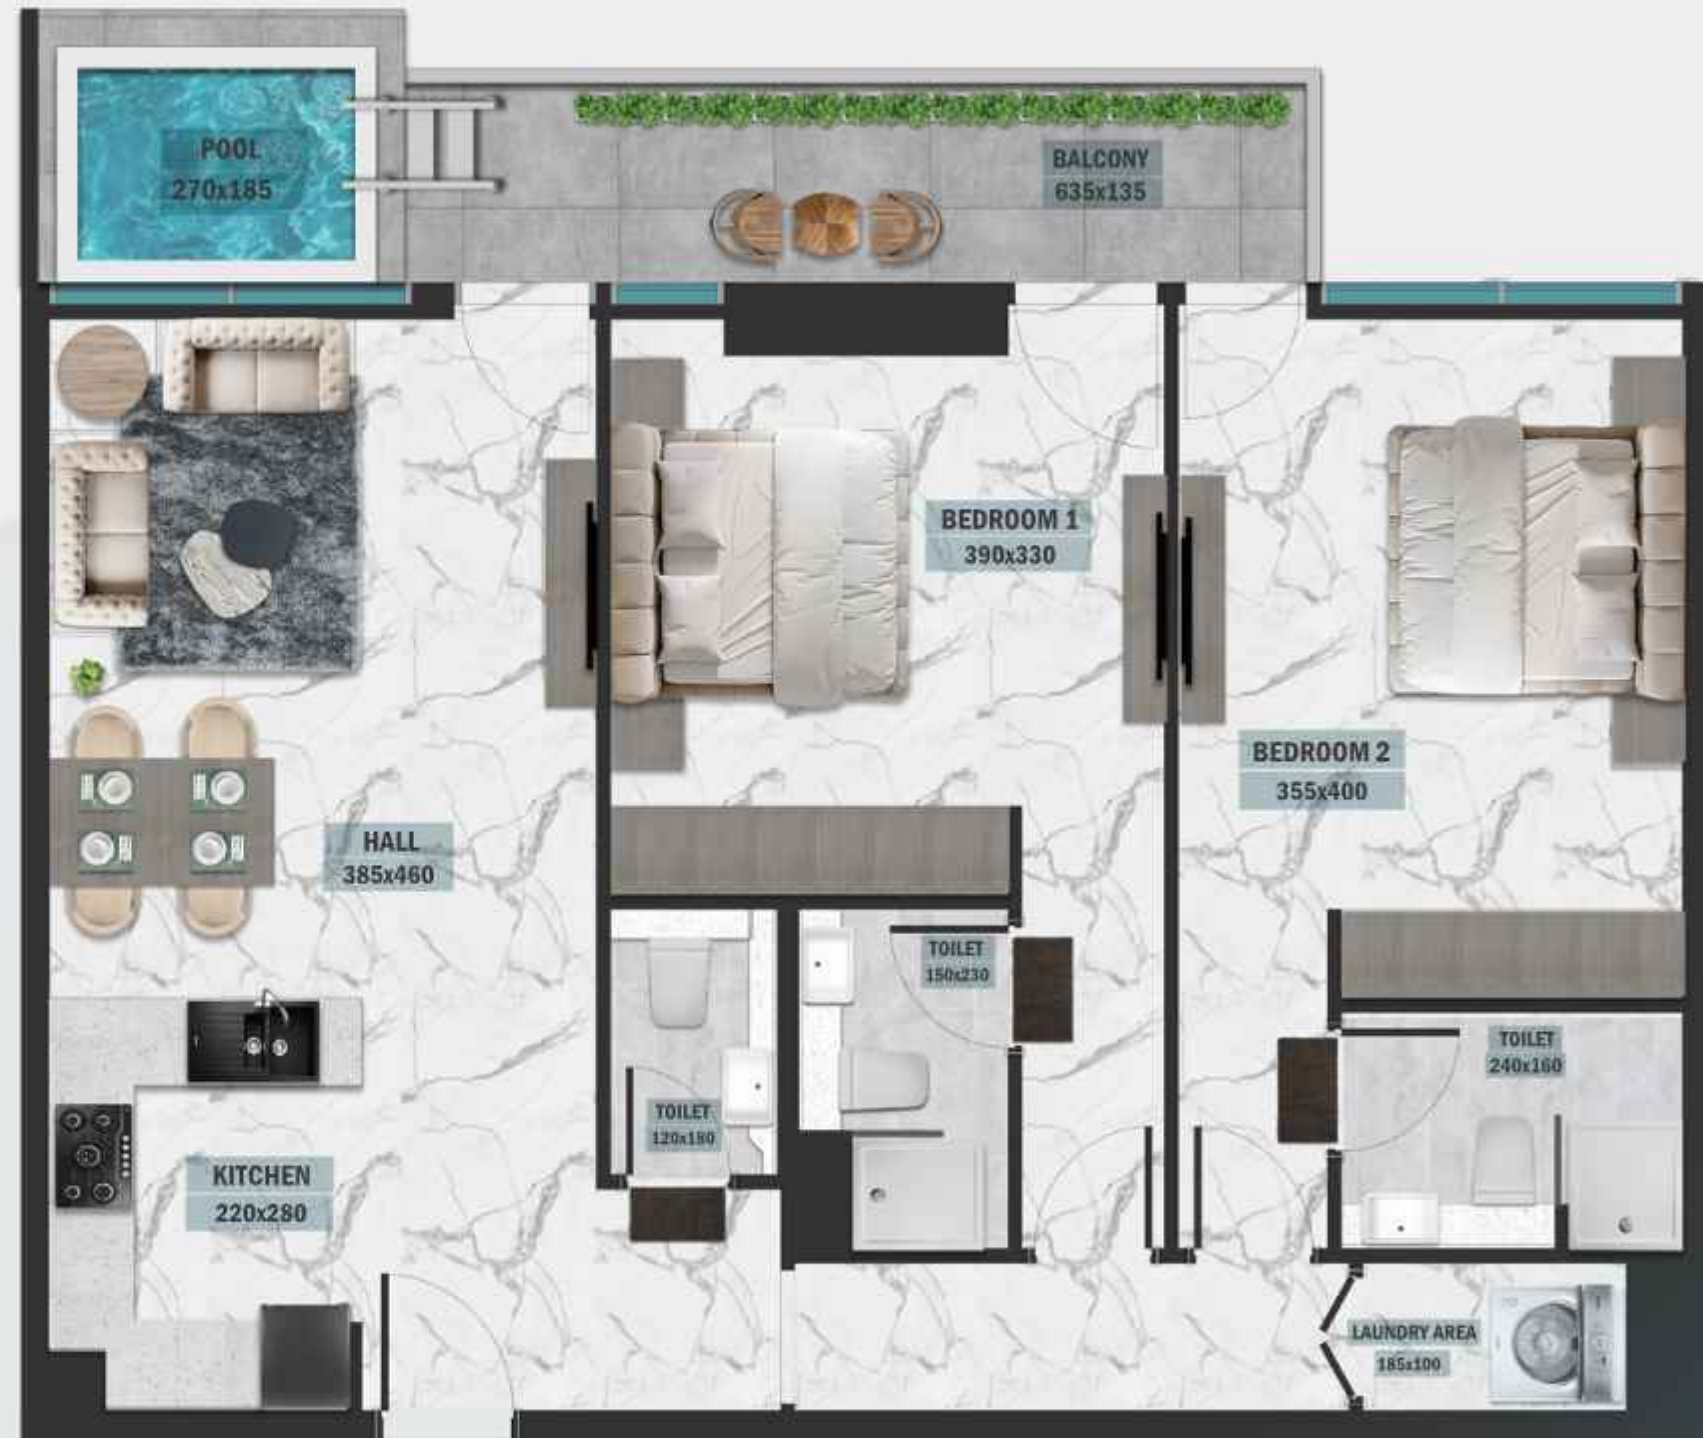 POOL
270x185
BALCONY
635x135
BEDROOM 1
390x330
BEDROOM 2
355x400
HALL
385x460
TOILET
150x230
TOILET
240x160
TOILET
120x180
KITCHEN
220x280
LAUNDRY AREA
185x100